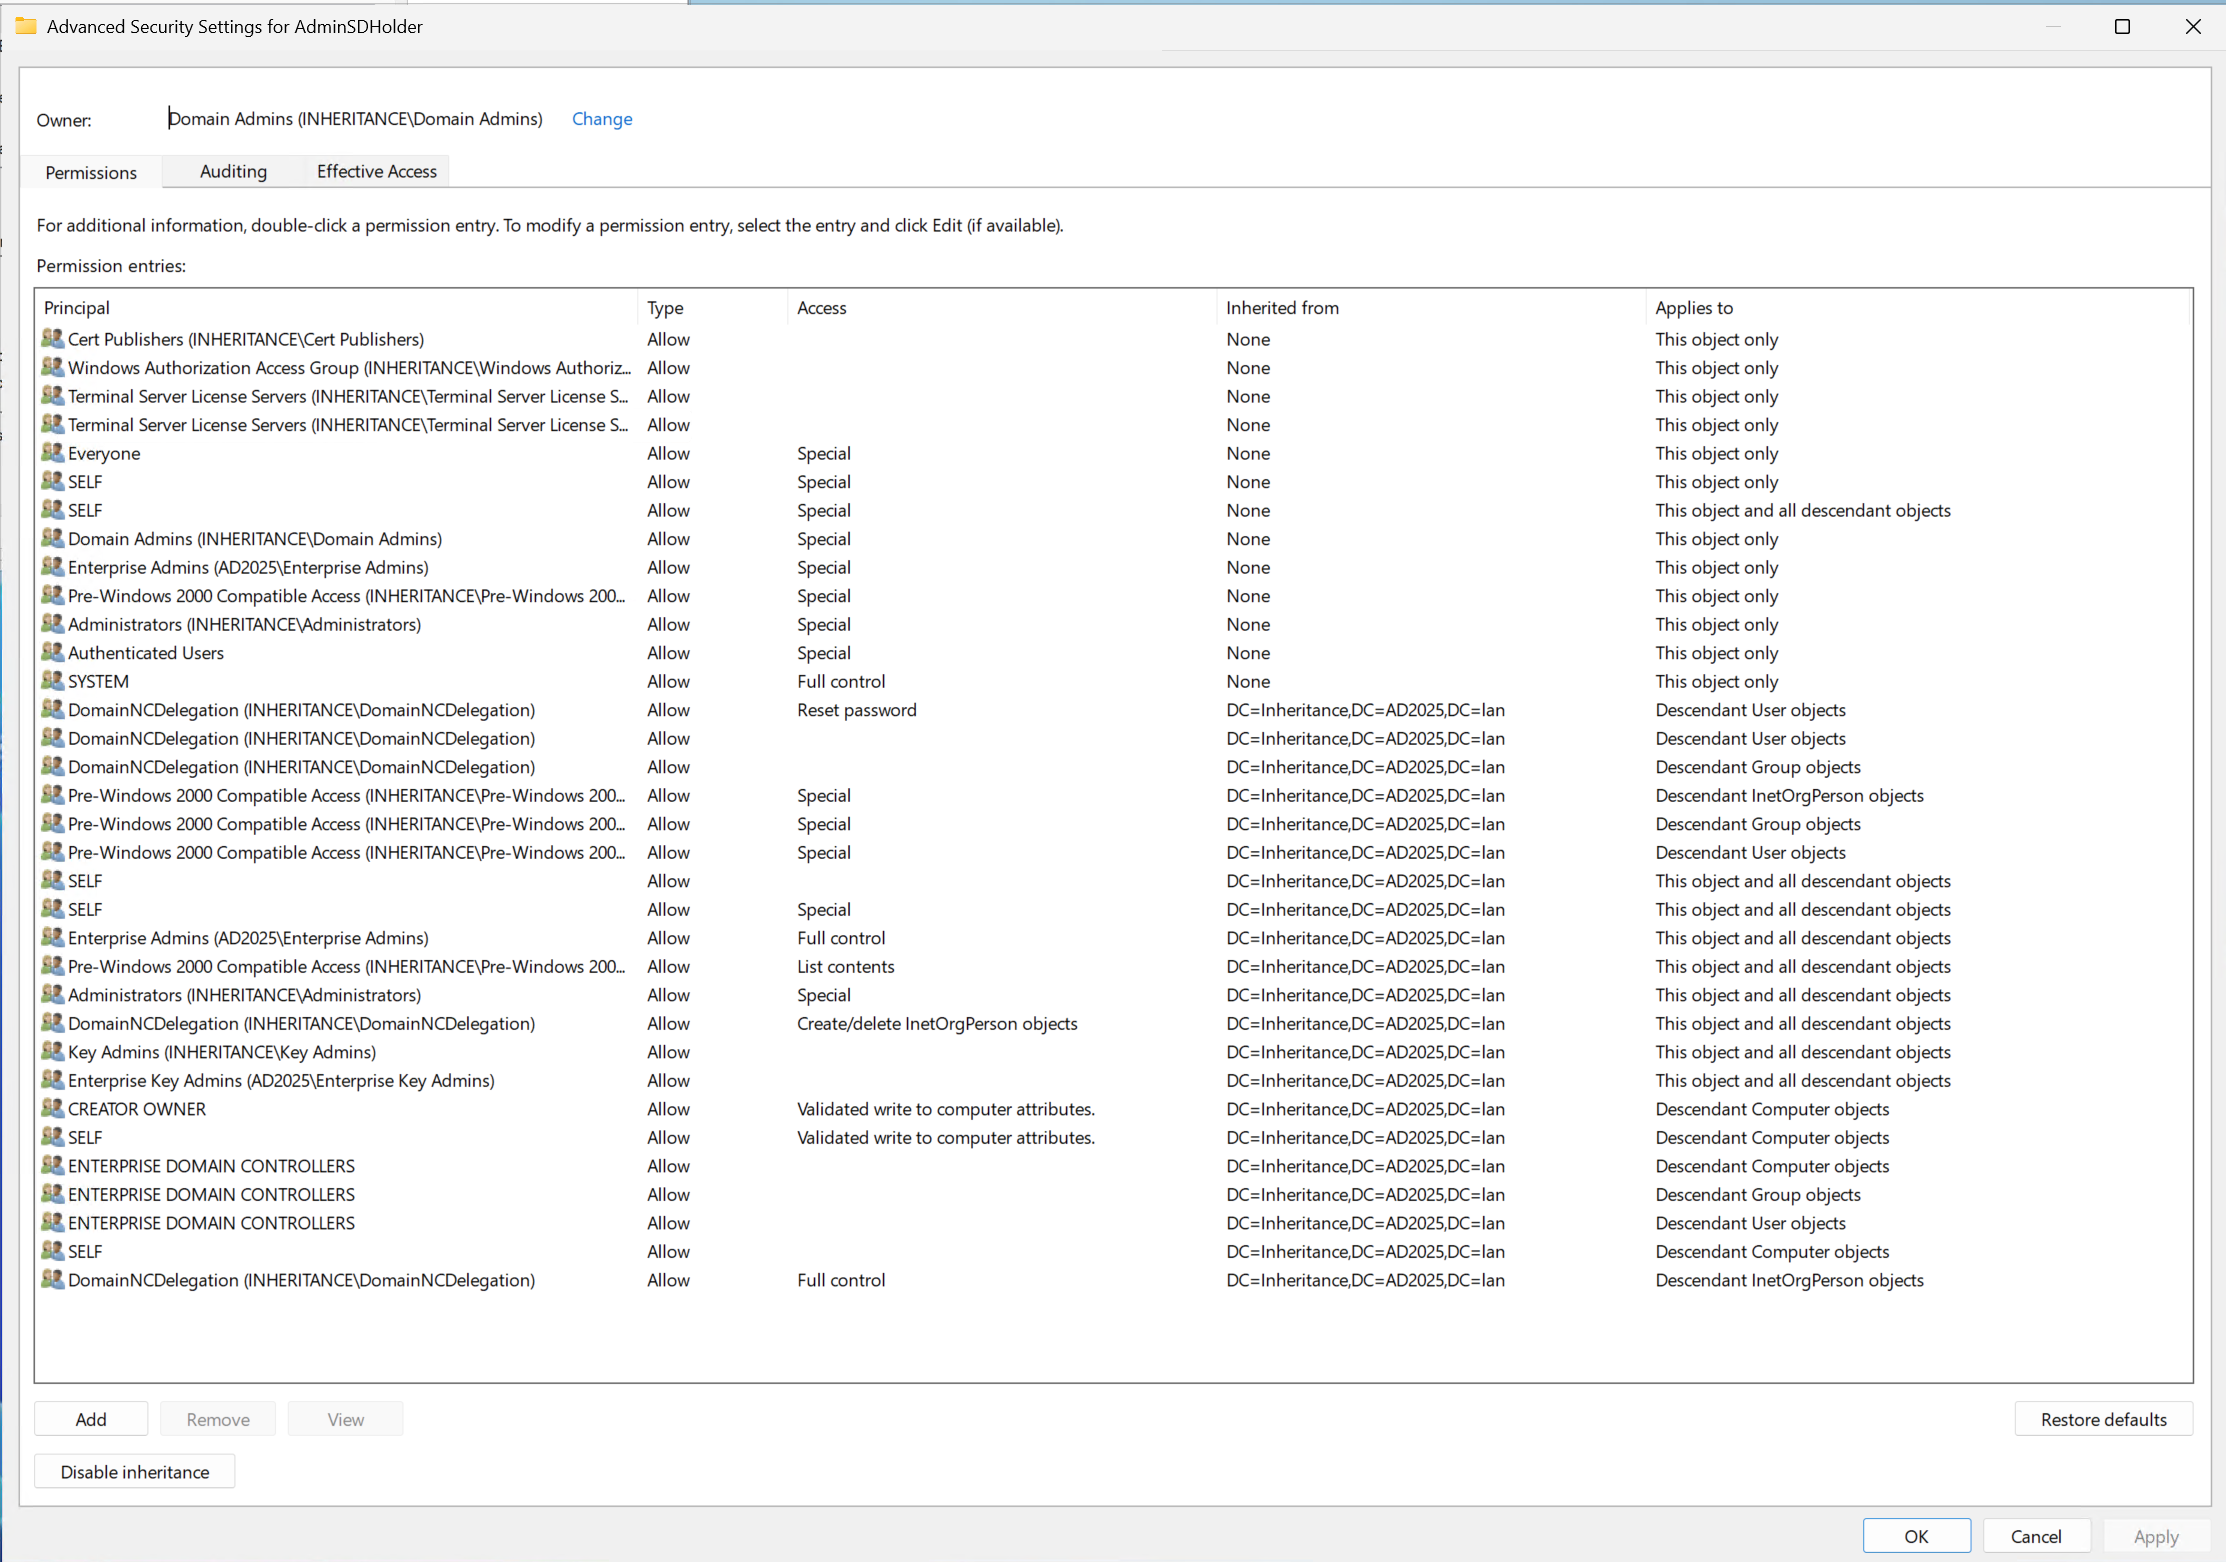 Advanced Security Settings for AdminSDHolder
Owner: Domain Admins (INHERITANCE\Domain Admins) Change
Permissions Auditing Effective Access
For additional information, double-click a permission entry. To modify a permission entry, select the entry and click Edit (if available).
Permission entries:
Principal Type Access Inherited from Applies to
Cert Publishers (INHERITANCE\Cert Publishers) Allow None This object only
Windows Authorization Access Group (INHERITANCE\Windows Authoriz... Allow None This object only
Terminal Server License Servers (INHERITANCE\Terminal Server License S... Allow None This object only
Terminal Server License Servers (INHERITANCE\Terminal Server License S... Allow None This object only
Everyone Allow Special None This object only
SELF Allow Special None This object only
SELF Allow Special None This object and all descendant objects
Domain Admins (INHERITANCE\Domain Admins) Allow Special None This object only
Enterprise Admins (AD2025\Enterprise Admins) Allow Special None This object only
Pre-Windows 2000 Compatible Access (INHERITANCE\Pre-Windows 200... Allow Special None This object only
Administrators (INHERITANCE\Administrators) Allow Special None This object only
Authenticated Users Allow Special None This object only
SYSTEM Allow Full control None This object only
DomainNCDelegation (INHERITANCE\DomainNCDelegation) Allow Reset password DC=Inheritance,DC=AD2025,DC=lan Descendant User objects
DomainNCDelegation (INHERITANCE\DomainNCDelegation) Allow DC=Inheritance,DC=AD2025,DC=lan Descendant User objects
DomainNCDelegation (INHERITANCE\DomainNCDelegation) Allow DC=Inheritance,DC=AD2025,DC=lan Descendant Group objects
Pre-Windows 2000 Compatible Access (INHERITANCE\Pre-Windows 200... Allow Special DC=Inheritance,DC=AD2025,DC=lan Descendant InetOrgPerson objects
Pre-Windows 2000 Compatible Access (INHERITANCE\Pre-Windows 200... Allow Special DC=Inheritance,DC=AD2025,DC=lan Descendant Group objects
Pre-Windows 2000 Compatible Access (INHERITANCE\Pre-Windows 200... Allow Special DC=Inheritance,DC=AD2025,DC=lan Descendant User objects
SELF Allow DC=Inheritance,DC=AD2025,DC=lan This object and all descendant objects
SELF Allow Special DC=Inheritance,DC=AD2025,DC=lan This object and all descendant objects
Enterprise Admins (AD2025\Enterprise Admins) Allow Full control DC=Inheritance,DC=AD2025,DC=lan This object and all descendant objects
Pre-Windows 2000 Compatible Access (INHERITANCE\Pre-Windows 200... Allow List contents DC=Inheritance,DC=AD2025,DC=lan This object and all descendant objects
Administrators (INHERITANCE\Administrators) Allow Special DC=Inheritance,DC=AD2025,DC=lan This object and all descendant objects
DomainNCDelegation (INHERITANCE\DomainNCDelegation) Allow Create/delete InetOrgPerson objects DC=Inheritance,DC=AD2025,DC=lan This object and all descendant objects
Key Admins (INHERITANCE\Key Admins) Allow DC=Inheritance,DC=AD2025,DC=lan This object and all descendant objects
Enterprise Key Admins (AD2025\Enterprise Key Admins) Allow DC=Inheritance,DC=AD2025,DC=lan This object and all descendant objects
CREATOR OWNER Allow Validated write to computer attributes. DC=Inheritance,DC=AD2025,DC=lan Descendant Computer objects
SELF Allow Validated write to computer attributes. DC=Inheritance,DC=AD2025,DC=lan Descendant Computer objects
ENTERPRISE DOMAIN CONTROLLERS Allow DC=Inheritance,DC=AD2025,DC=lan Descendant Computer objects
ENTERPRISE DOMAIN CONTROLLERS Allow DC=Inheritance,DC=AD2025,DC=lan Descendant Group objects
ENTERPRISE DOMAIN CONTROLLERS Allow DC=Inheritance,DC=AD2025,DC=lan Descendant User objects
SELF Allow DC=Inheritance,DC=AD2025,DC=lan Descendant Computer objects
DomainNCDelegation (INHERITANCE\DomainNCDelegation) Allow Full control DC=Inheritance,DC=AD2025,DC=lan Descendant InetOrgPerson objects
Add Remove View Restore defaults
Disable inheritance
OK Cancel Apply